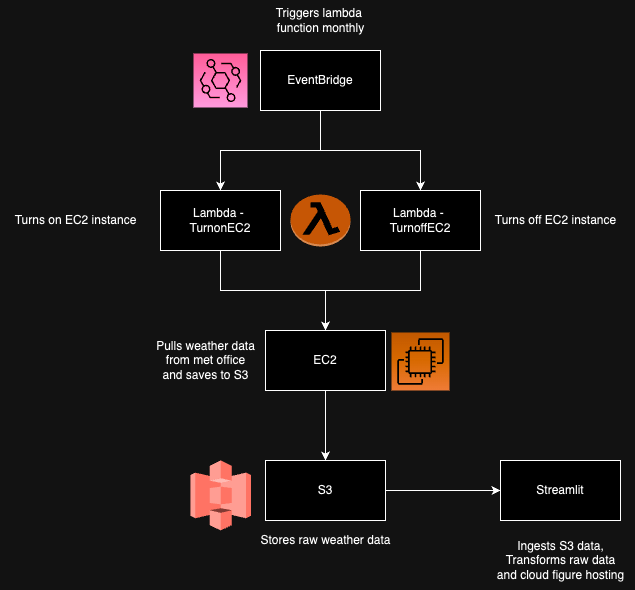 Triggers lambda
function monthly
EventBridge
Turns on EC2 instance
Lambda -
TurnonEC2
Lambda -
TurnoffEC2
Turns off EC2 instance
Pulls weather data
from met office
and saves to S3
EC2
S3
Streamlit
Stores raw weather data
Ingests S3 data,
Transforms raw data
and cloud figure hosting